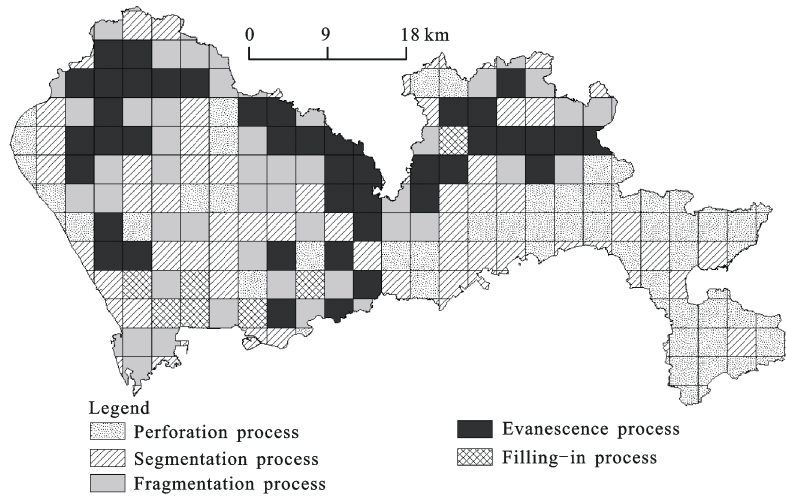 0 9 18 km
Legend
Perforation process
Segmentation process
Fragmentation process
Evanescence process
Filling-in process